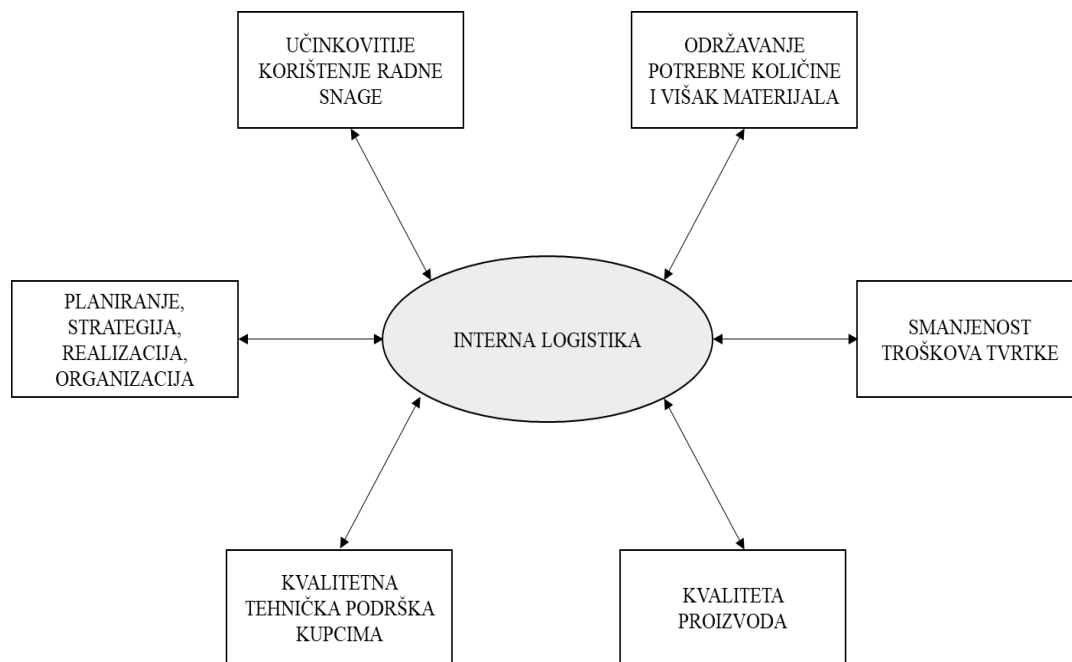 UČINKOVITIJE
KORIŠTENJE RADNE
SNAGE
ODRŽAVANJE
POTREBNE KOLIČINE
I VIŠAK MATERIJALA
PLANIRANJE,
STRATEGIJA,
REALIZACIJA,
ORGANIZACIJA
INTERNA LOGISTIKA
SMANJENOST
TROŠKOVA TVRTKE
KVALITETNA
TEHNIČKA PODRŠKA
KUPCIMA
KVALITETA
PROIZVODA